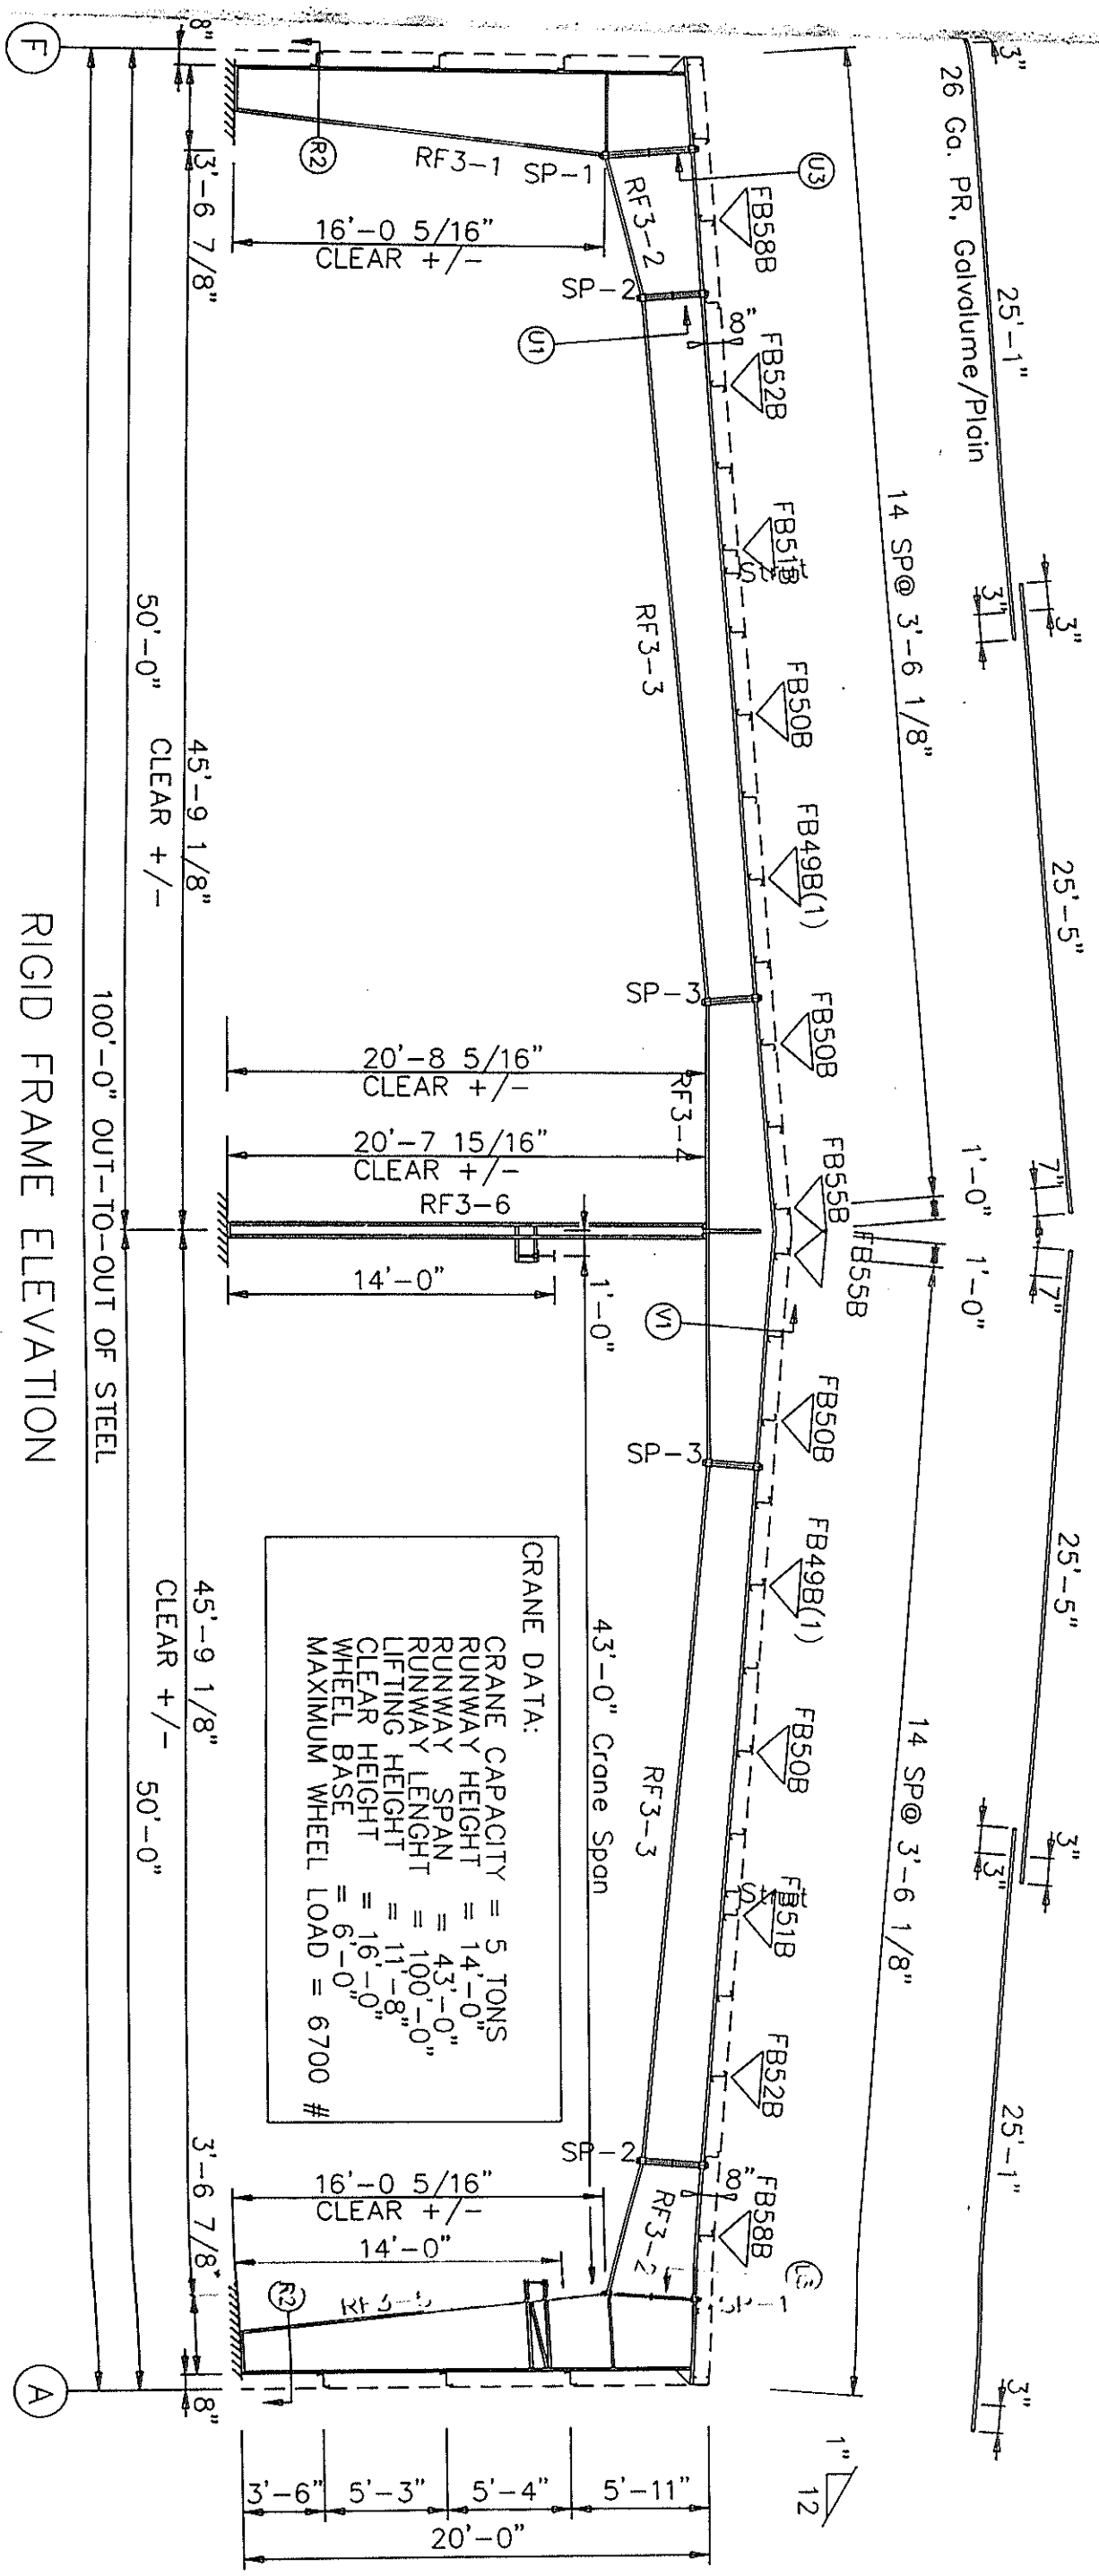 3"
26 Ga. PR, Galvalume/Plain
25'-1"
3"
3"
25'-5"
7"
7"
25'-5"
3"
3"
25'-1"
3"
14 SP@ 3'-6 1/8"
1'-0"
1'-0"
14 SP@ 3'-6 1/8"
1"
12
FB58B
FB52B
FB51B
FB50B
FB49B(1)
FB50B
FB55B
FB55B
FB50B
FB49B(1)
FB50B
FB51B
FB52B
FB58B
U3
8"
U1
V1
8"
RF3-1
SP-1
RF3-2
SP-2
RF3-3
SP-3
RF3-6
SP-3
RF3-3
SP-2
RF3-2
R2
R2
16'-0 5/16"
CLEAR +/-
20'-8 5/16"
CLEAR +/-
20'-7 15/16"
CLEAR +/-
14'-0"
1'-0"
43'-0" Crane Span
16'-0 5/16"
CLEAR +/-
14'-0"
CRANE DATA:
CRANE CAPACITY = 5 TONS
RUNWAY HEIGHT = 14'-0"
RUNWAY SPAN = 43'-0"
RUNWAY LENGHT = 100'-0"
LIFTING HEIGHT = 11'-8"
CLEAR HEIGHT = 16'-0"
WHEEL BASE = 6'-0"
MAXIMUM WHEEL LOAD = 6700 #
5'-11"
5'-4"
5'-3"
3'-6"
20'-0"
8"
3'-6 7/8"
45'-9 1/8"
CLEAR +/-
45'-9 1/8"
CLEAR +/-
3'-6 7/8"
8"
50'-0"
50'-0"
100'-0" OUT-TO-OUT OF STEEL
F
A
RIGID FRAME ELEVATION